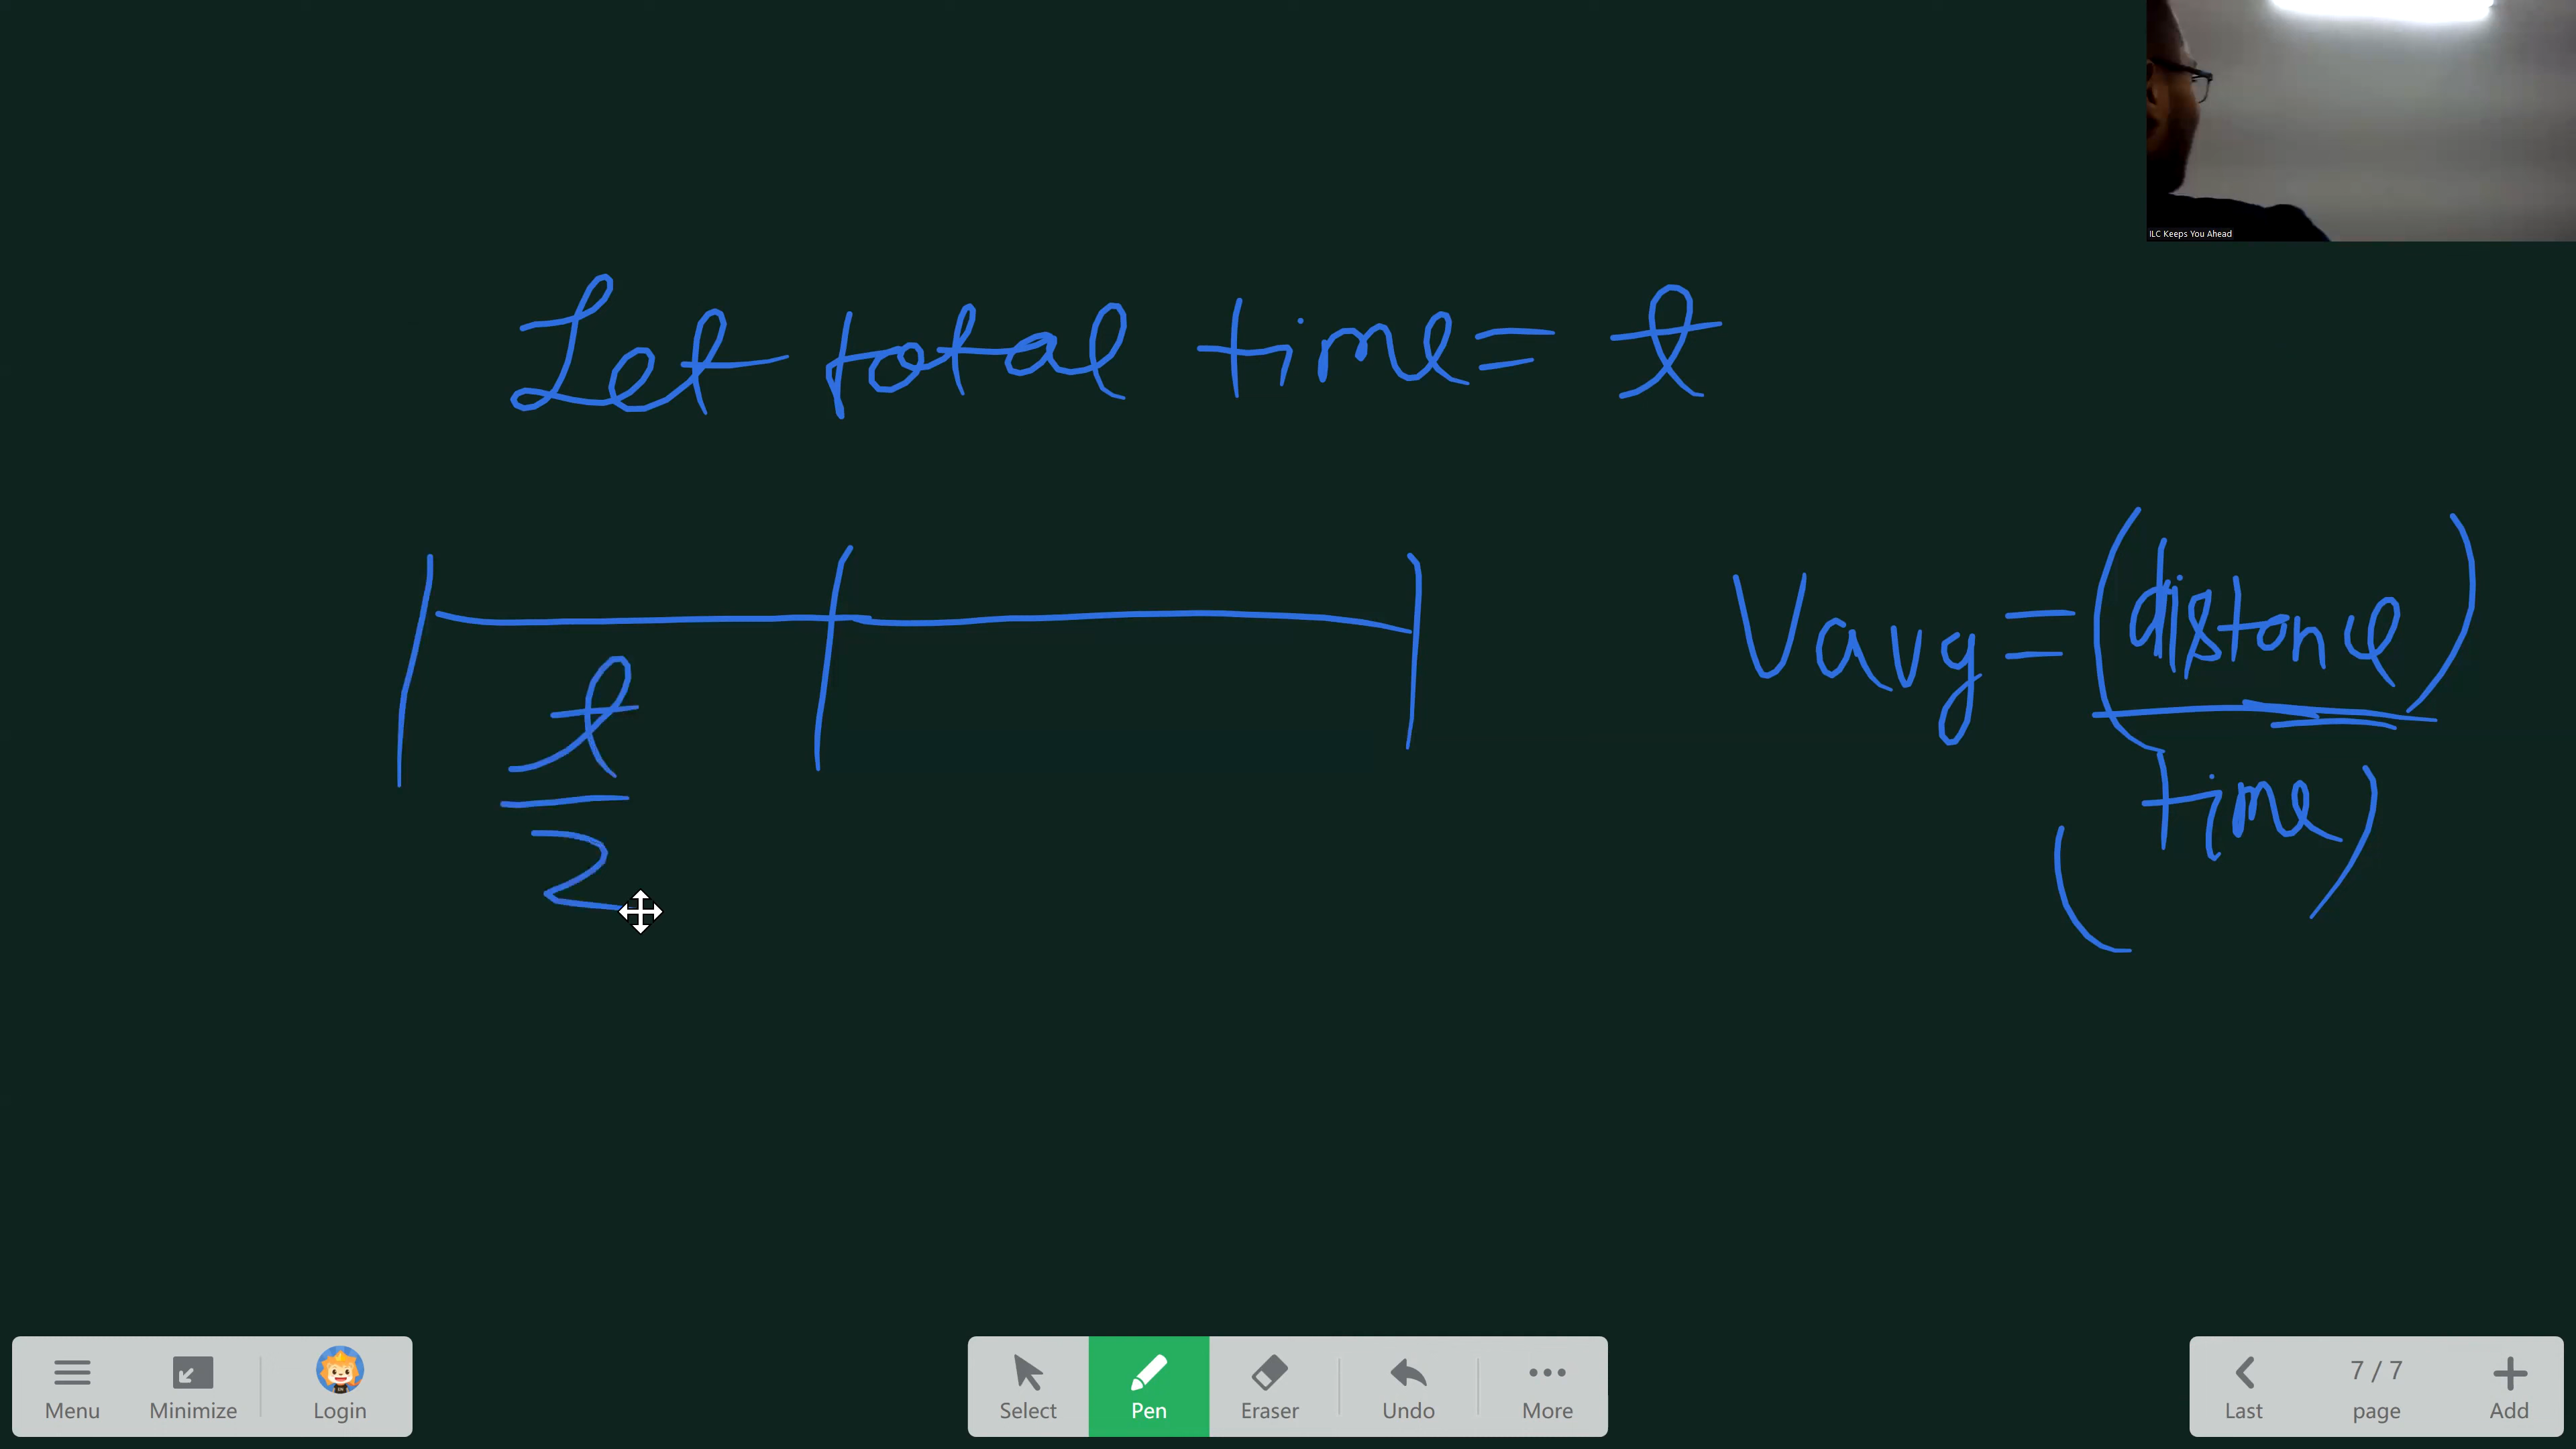 ILC Keeps You Ahead
Let total time = t
Vavg = (distance)
(time)
t
2
Menu
Minimize
Login
Select
Pen
Eraser
Undo
More
Last
7 / 7
page
Add